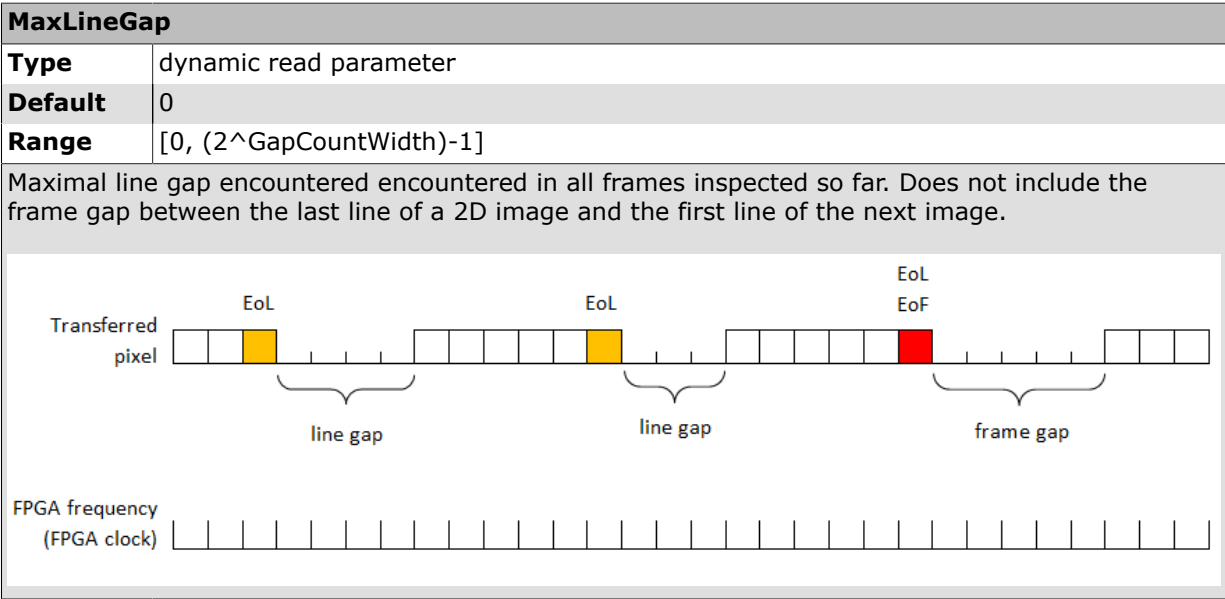 MaxLineGap
Type dynamic read parameter
Default 0
Range [0, (2^GapCountWidth)-1]
Maximal line gap encountered encountered in all frames inspected so far. Does not include the
frame gap between the last line of a 2D image and the first line of the next image.
EoL
EoL EoL EoF
Transferred
pixel
line gap line gap frame gap
FPGA frequency
(FPGA clock)